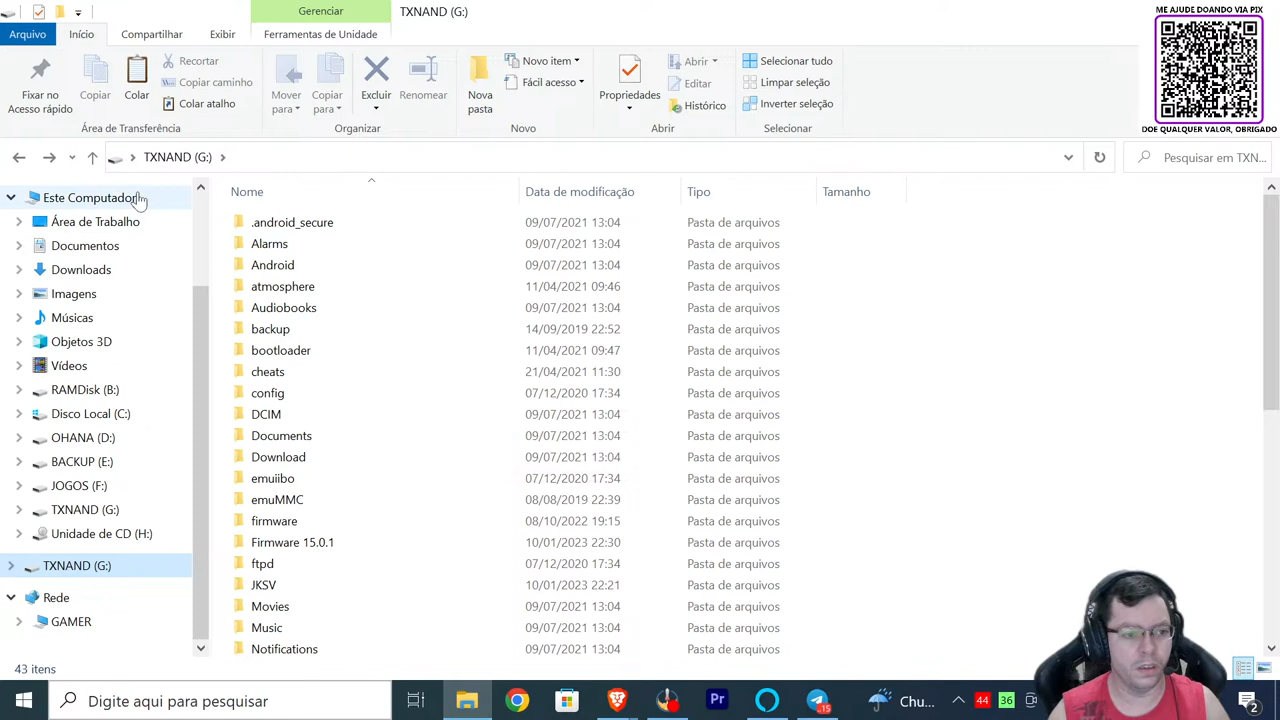 Gerenciar
TXNAND (G:)
ME AJUDE DOANDO VIA PIX
Arquivo
Início
Compartilhar
Exibir
Ferramentas de Unidade
Fixar no
Acesso rápido
Copiar
Colar
Recortar
Copiar caminho
Colar atalho
Área de Transferência
Mover
para
Copiar
para
Excluir
Renomear
Organizar
Nova
pasta
Novo item
Fácil acesso
Novo
Propriedades
Abrir
Editar
Histórico
Abrir
Selecionar tudo
Limpar seleção
Inverter seleção
Selecionar
DOE QUALQUER VALOR, OBRIGADO
TXNAND (G:)
Pesquisar em TXN...
Este Computador
Área de Trabalho
Documentos
Downloads
Imagens
Músicas
Objetos 3D
Vídeos
RAMDisk (B:)
Disco Local (C:)
OHANA (D:)
BACKUP (E:)
JOGOS (F:)
TXNAND (G:)
Unidade de CD (H:)
TXNAND (G:)
Rede
GAMER
Nome Data de modificação Tipo Tamanho
.android_secure 09/07/2021 13:04 Pasta de arquivos
Alarms 09/07/2021 13:04 Pasta de arquivos
Android 09/07/2021 13:04 Pasta de arquivos
atmosphere 11/04/2021 09:46 Pasta de arquivos
Audiobooks 09/07/2021 13:04 Pasta de arquivos
backup 14/09/2019 22:52 Pasta de arquivos
bootloader 11/04/2021 09:47 Pasta de arquivos
cheats 21/04/2021 11:30 Pasta de arquivos
config 07/12/2020 17:34 Pasta de arquivos
DCIM 09/07/2021 13:04 Pasta de arquivos
Documents 09/07/2021 13:04 Pasta de arquivos
Download 09/07/2021 13:04 Pasta de arquivos
emuiibo 07/12/2020 17:34 Pasta de arquivos
emuMMC 08/08/2019 22:39 Pasta de arquivos
firmware 08/10/2022 19:15 Pasta de arquivos
Firmware 15.0.1 10/01/2023 22:30 Pasta de arquivos
ftpd 07/12/2020 17:34 Pasta de arquivos
JKSV 10/01/2023 22:21 Pasta de arquivos
Movies 09/07/2021 13:04 Pasta de arquivos
Music 09/07/2021 13:04 Pasta de arquivos
Notifications 09/07/2021 13:04 Pasta de arquivos
43 itens
Digite aqui para pesquisar
Pr
15
Chu...
44
36
2